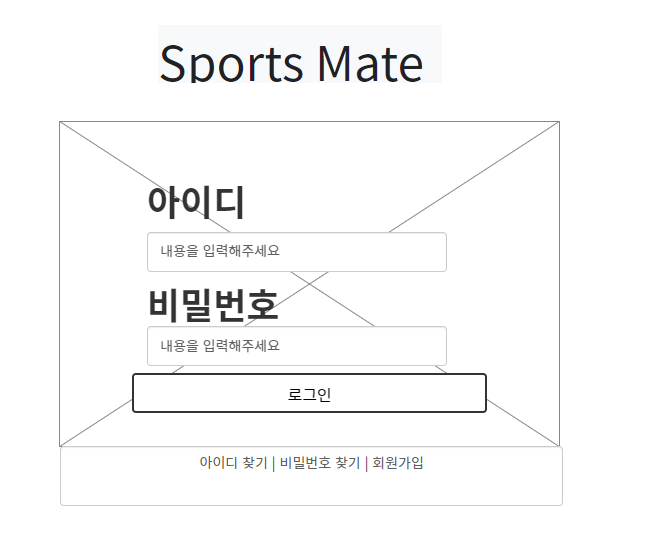 Sports Mate
아이디
내용을 입력해주세요
비밀번호
내용을 입력해주세요
로그인
아이디 찾기 | 비밀번호 찾기 | 회원가입